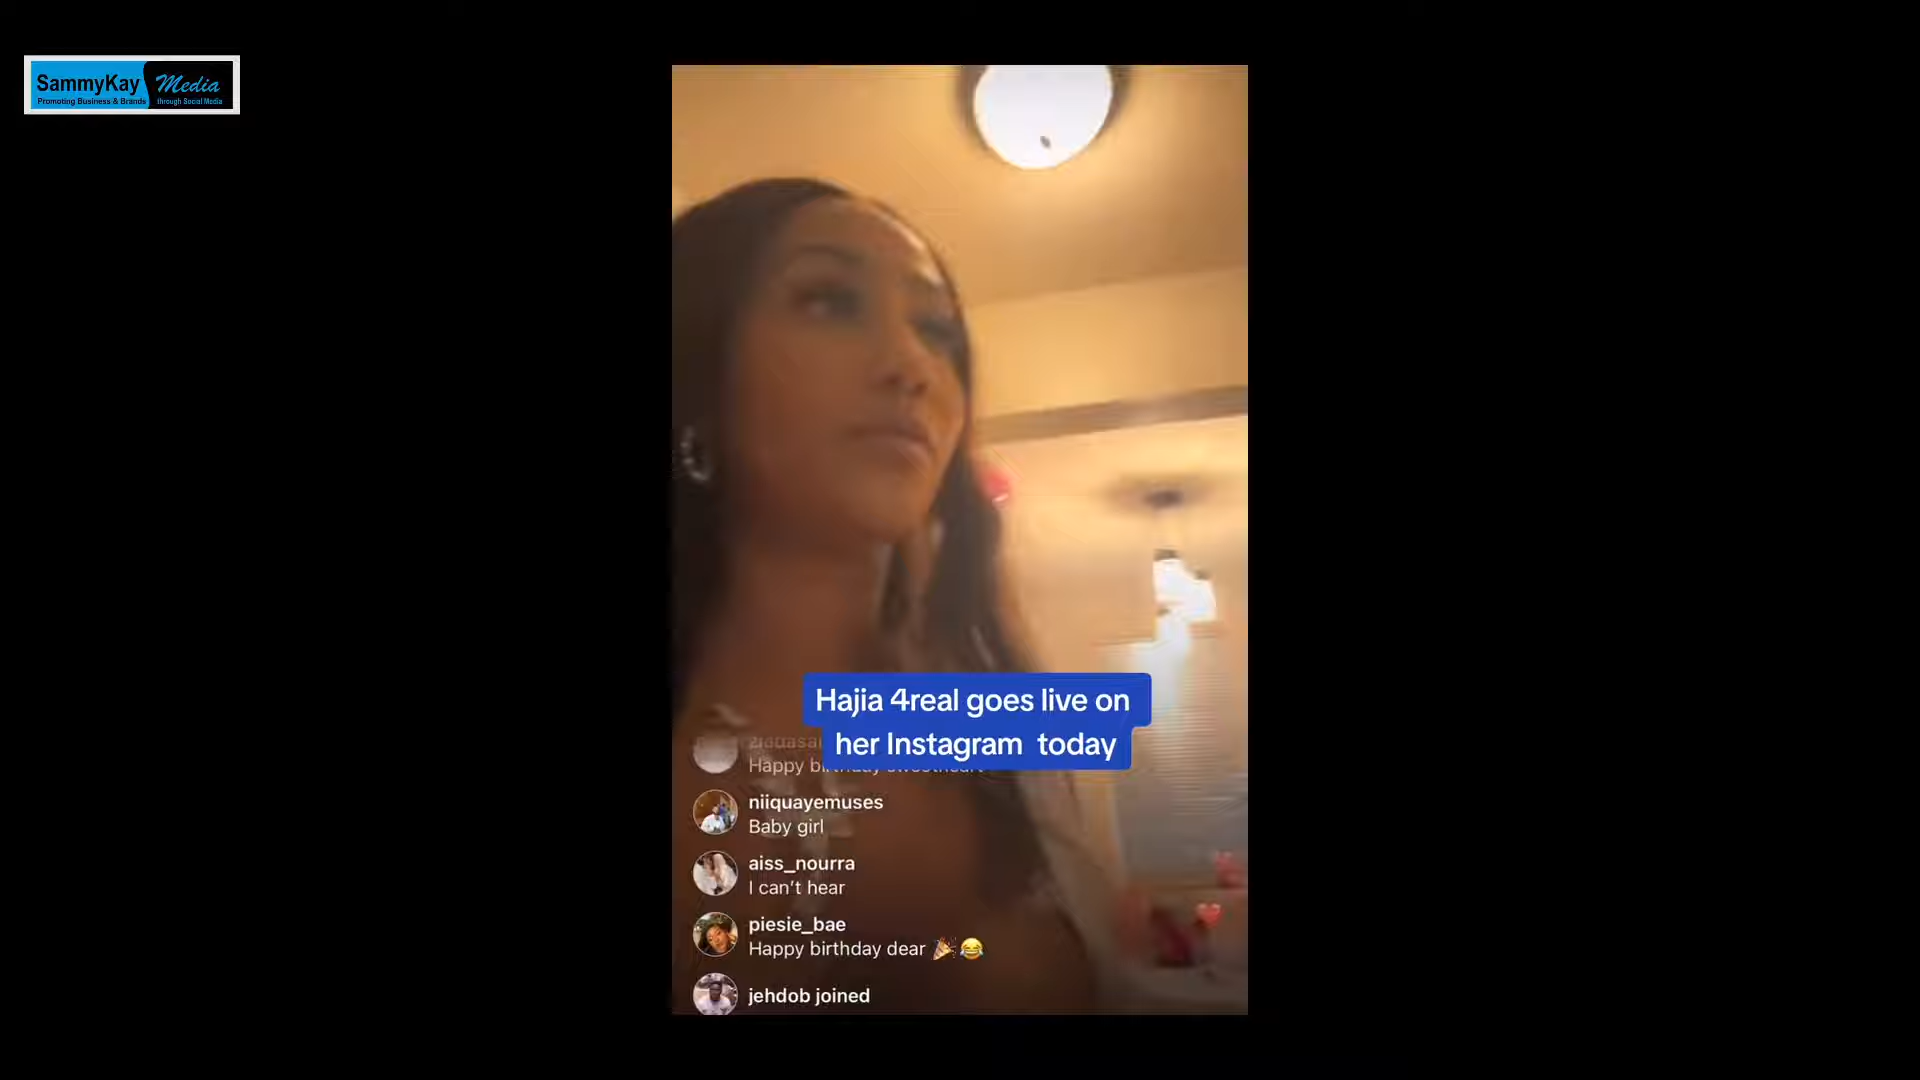 SammyKay Media
Promoting Business & Brands through Social Media
Hajia 4real goes live on
her Instagram today
Happy
niiquayemuses
Baby girl
aiss_nourra
I can't hear
piesie_bae
Happy birthday dear 🎉😂
jehdob joined